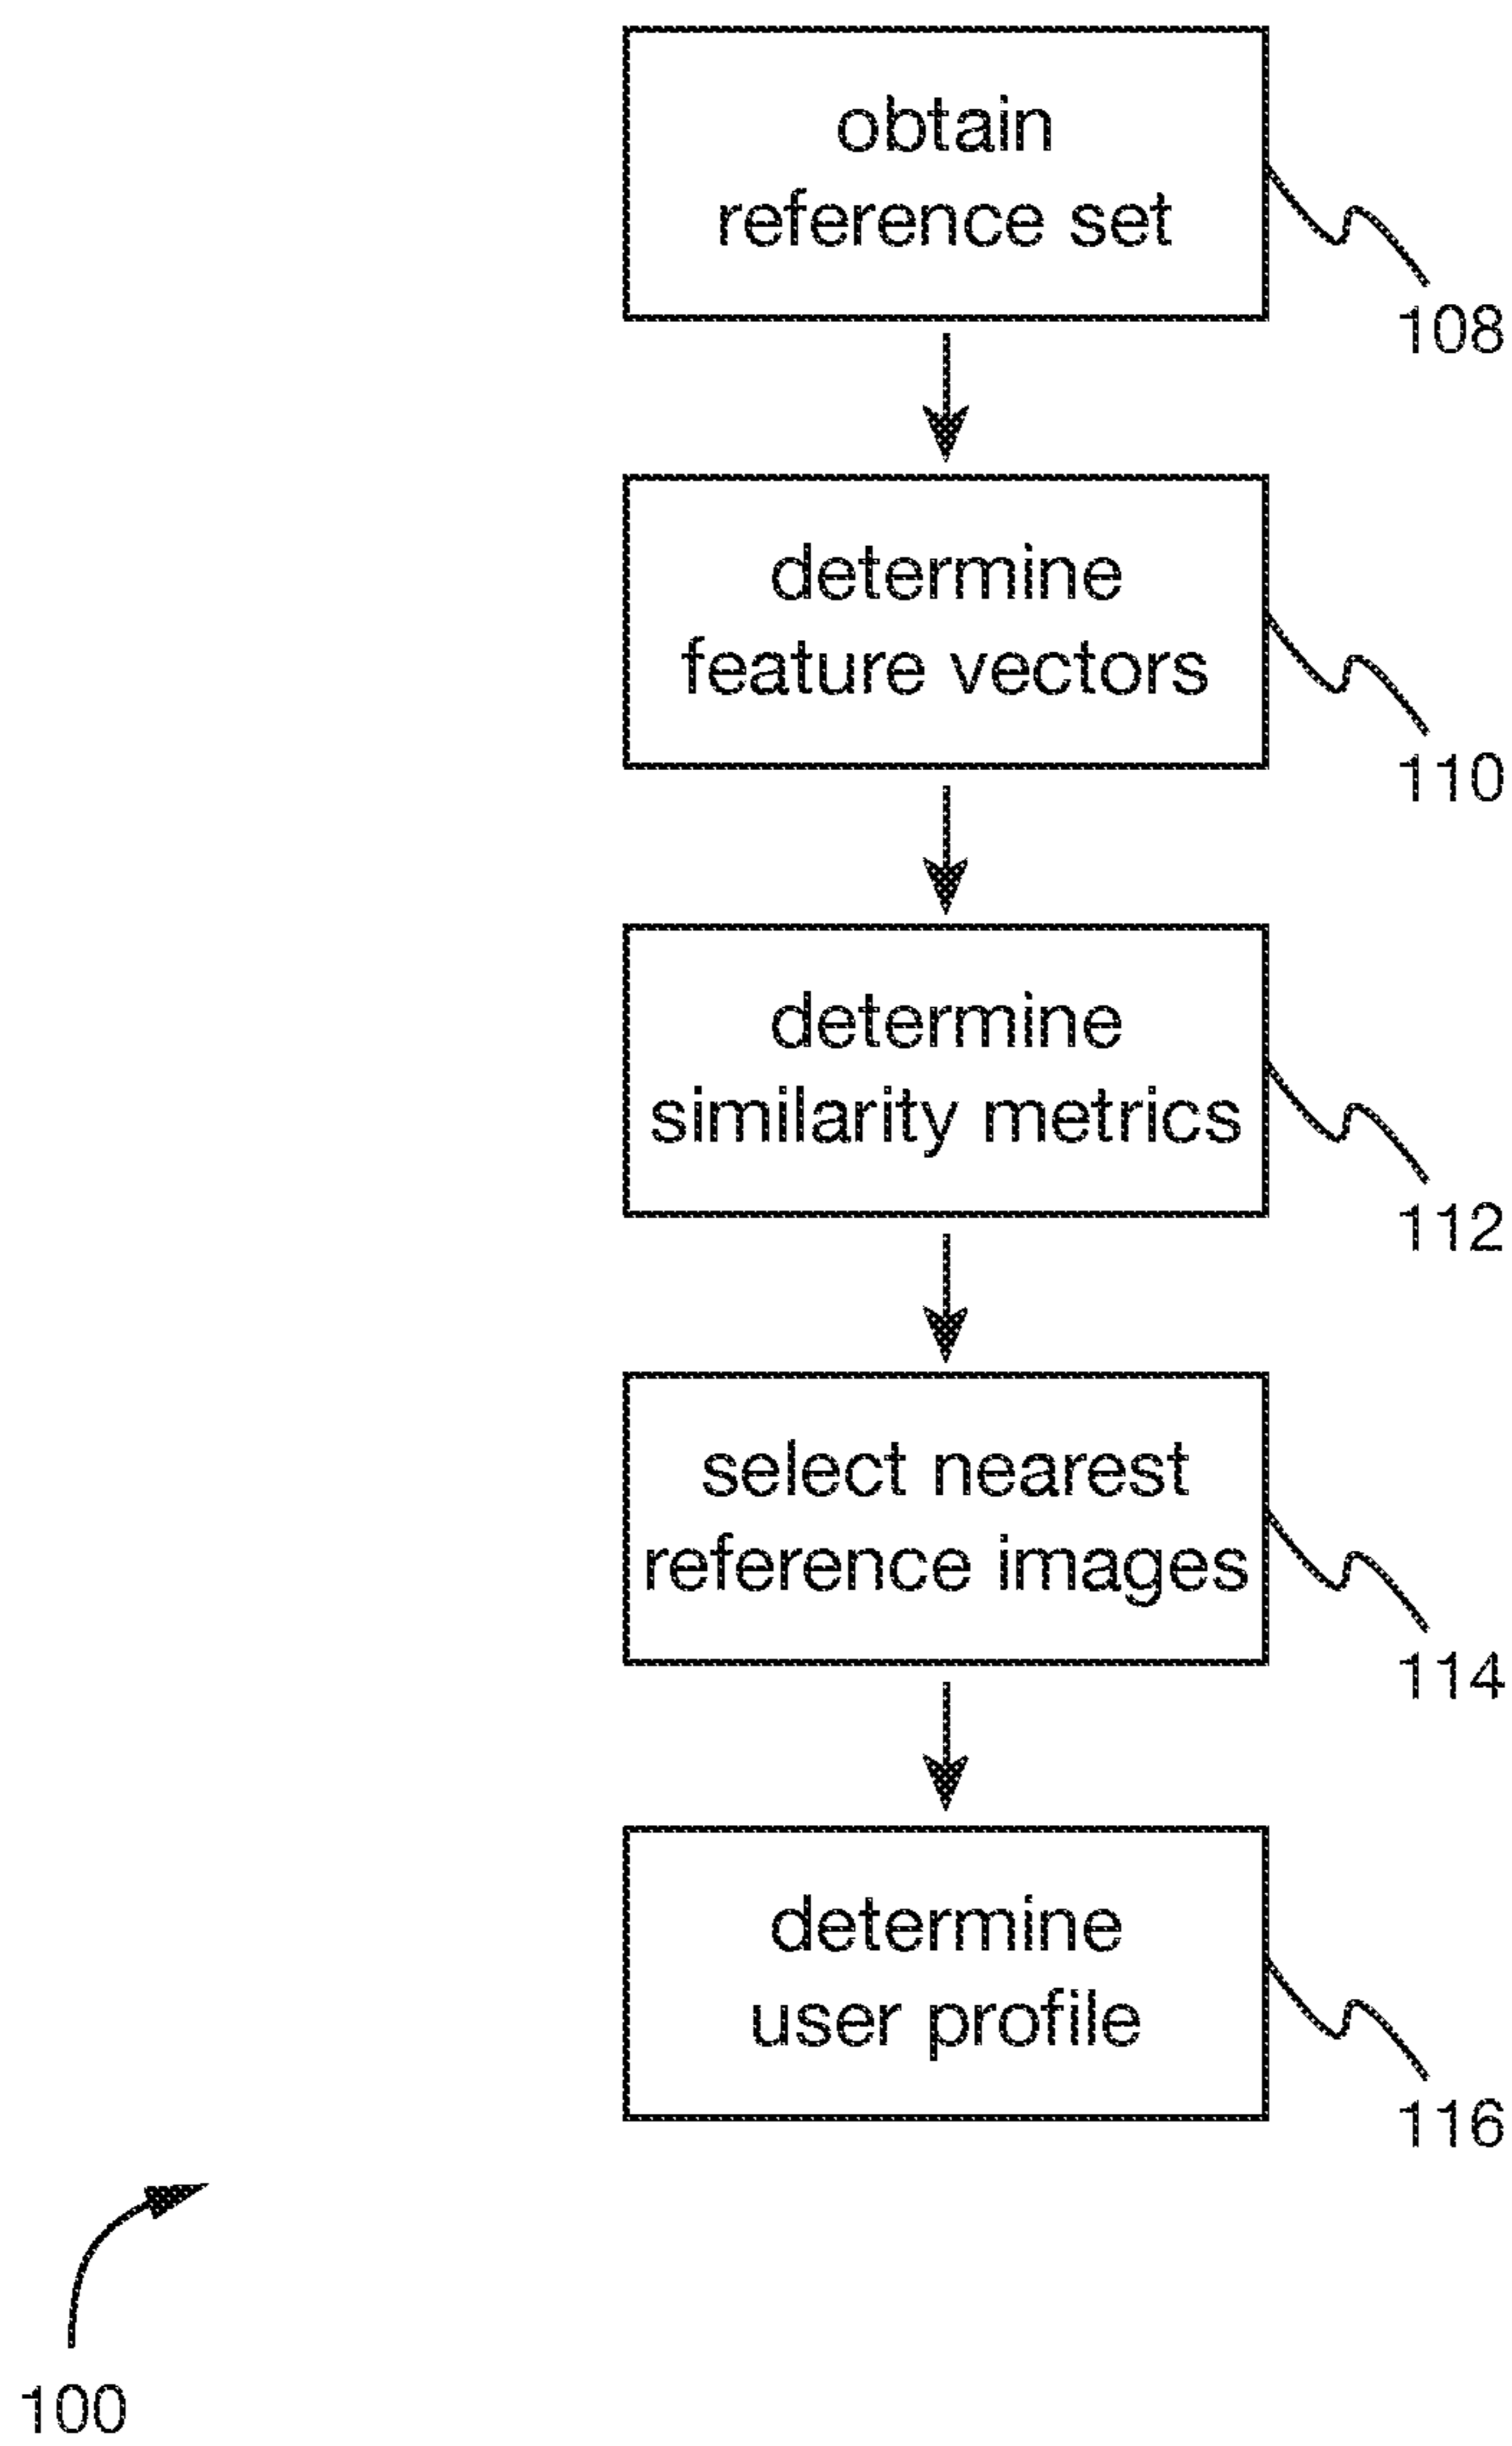 obtain
reference set
108
determine
feature vectors
110
determine
similarity metrics
112
select nearest
reference images
114
determine
user profile
116
100